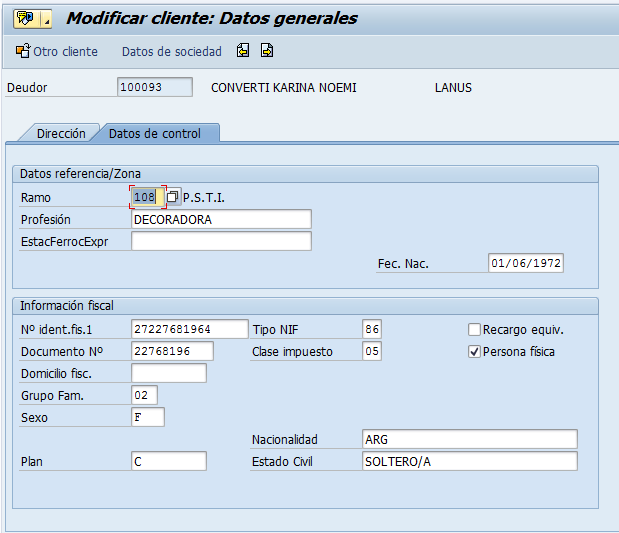 Modificar cliente: Datos generales
Otro cliente Datos de sociedad
Deudor 100093 CONVERTI KARINA NOEMI LANUS
Dirección Datos de control
Datos referencia/Zona
Ramo 108 P.S.T.I.
Profesión DECORADORA
EstacFerrocExpr
Fec. Nac. 01/06/1972
Información fiscal
Nº ident.fis.1 27227681964 Tipo NIF 86 Recargo equiv.
Documento Nº 22768196 Clase impuesto 05 Persona física
Domicilio fisc.
Grupo Fam. 02
Sexo F
Nacionalidad ARG
Plan C Estado Civil SOLTERO/A